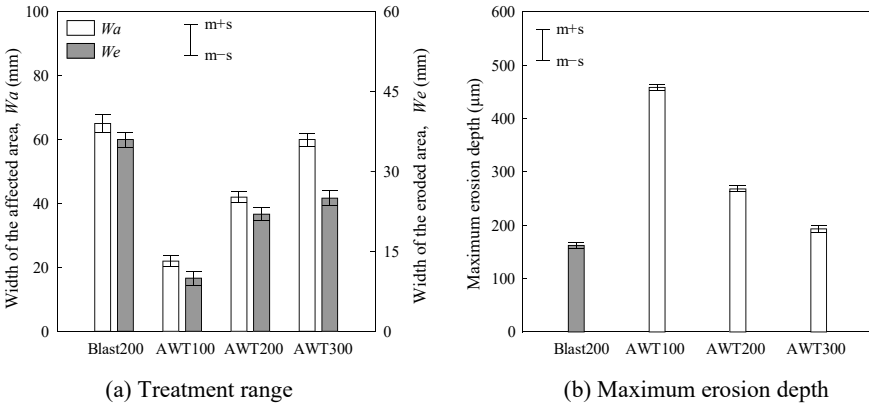 Width of the affected area, Wa (mm)
100
80
60
40
20
0
Wa
We
m+s
m−s
60
45
30
15
0
Width of the eroded area, We (mm)
Blast200 AWT100 AWT200 AWT300
(a) Treatment range
Maximum erosion depth (µm)
600
500
400
300
200
100
0
m+s
m−s
Blast200 AWT100 AWT200 AWT300
(b) Maximum erosion depth